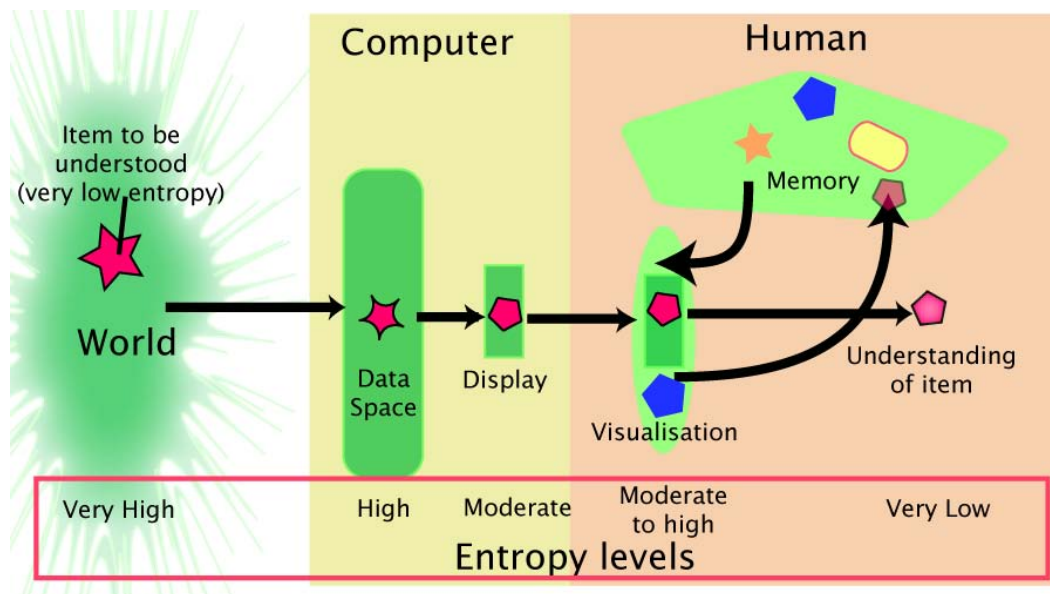 Computer
Human
Item to be
understood
(very low entropy)
World
Data
Space
Display
Memory
Visualisation
Understanding
of item
Very High
High
Moderate
Moderate
to high
Very Low
Entropy levels